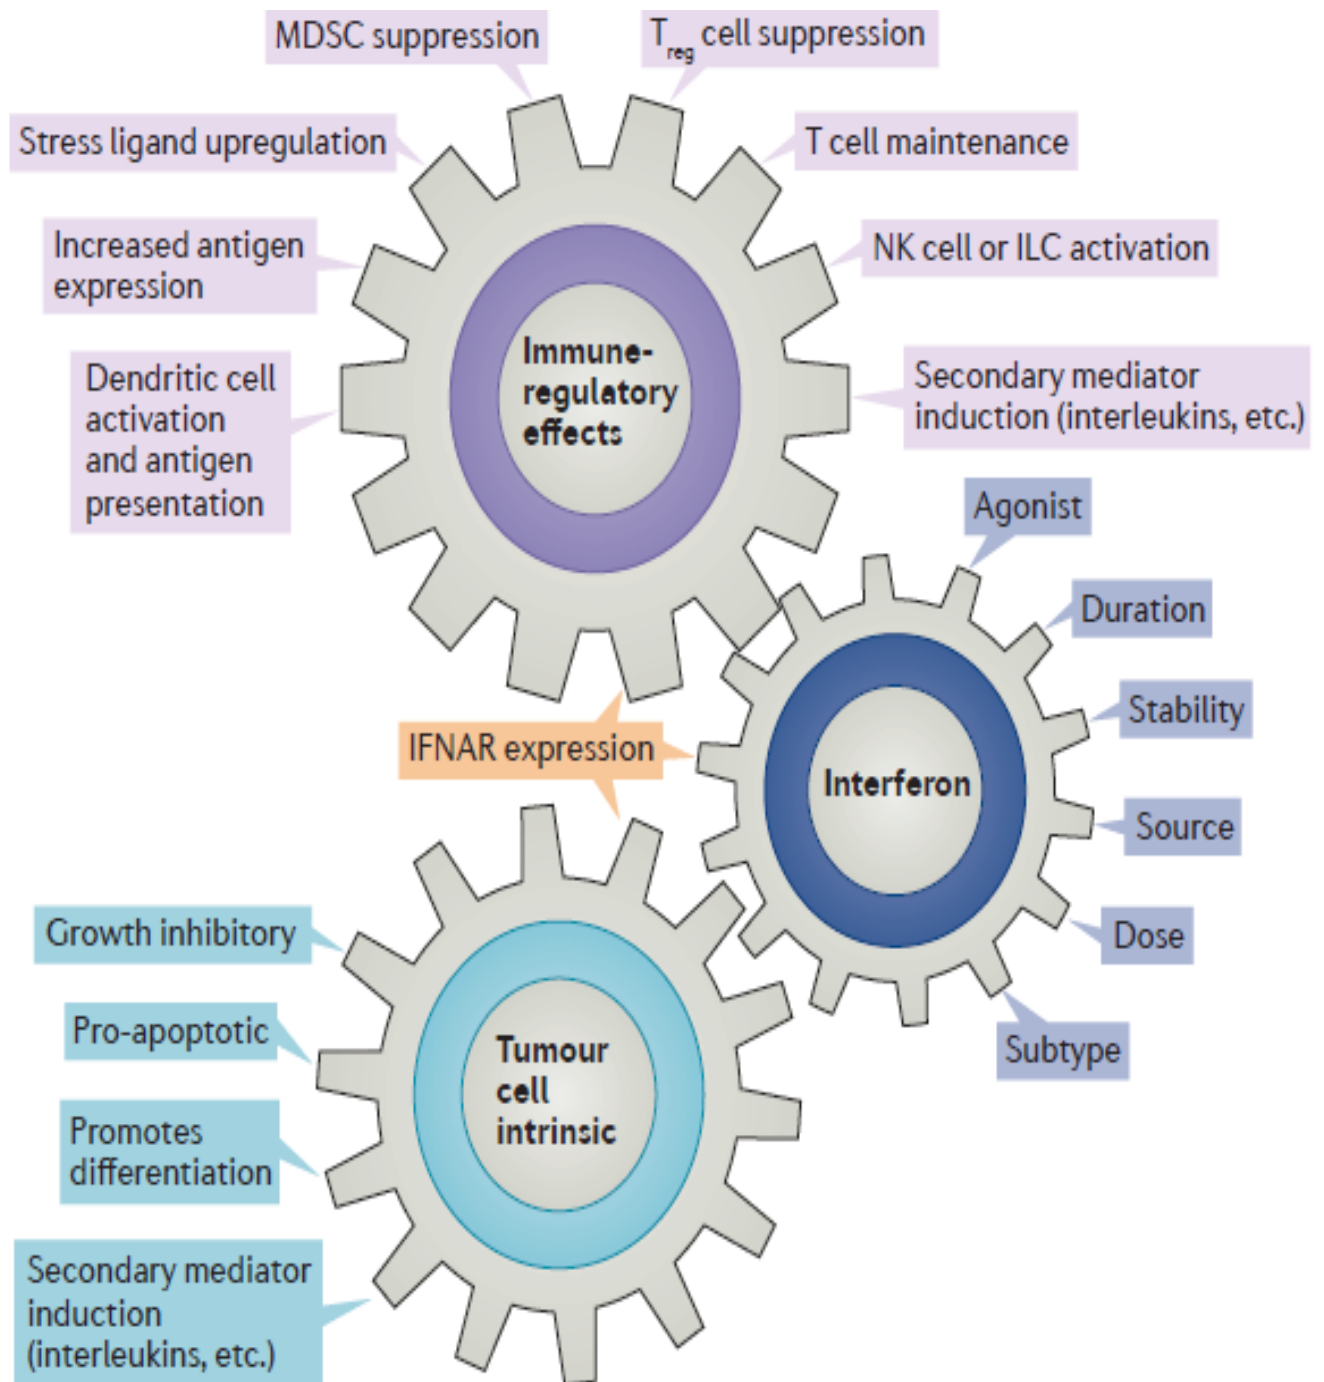 MDSC suppression
Treg cell suppression
Stress ligand upregulation
T cell maintenance
Increased antigen
expression
NK cell or ILC activation
Immune-
regulatory
effects
Dendritic cell
activation
and antigen
presentation
Secondary mediator
induction (interleukins, etc.)
Agonist
Duration
Stability
IFNAR expression
Interferon
Source
Dose
Subtype
Growth inhibitory
Pro-apoptotic
Tumour
cell
intrinsic
Promotes
differentiation
Secondary mediator
induction
(interleukins, etc.)